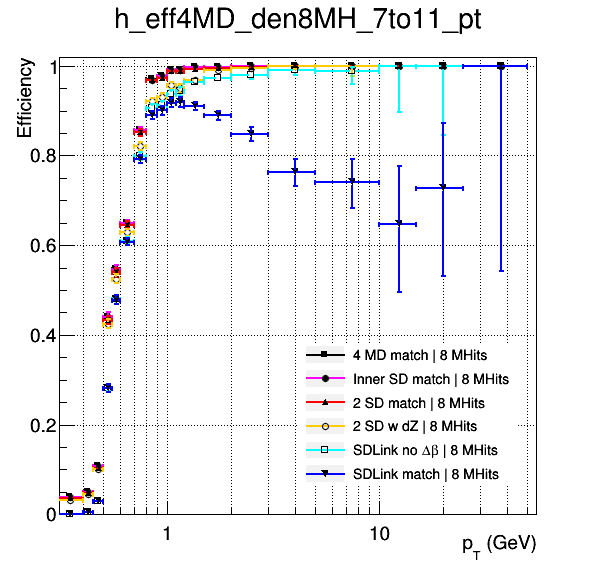 h_eff4MD_den8MH_7to11_pt
Efficiency
1
0.8
0.6
0.4
0.2
0
4 MD match | 8 MHits
Inner SD match | 8 MHits
2 SD match | 8 MHits
2 SD w dZ | 8 MHits
SDLink no Δβ | 8 MHits
SDLink match | 8 MHits
1 10
p_T (GeV)